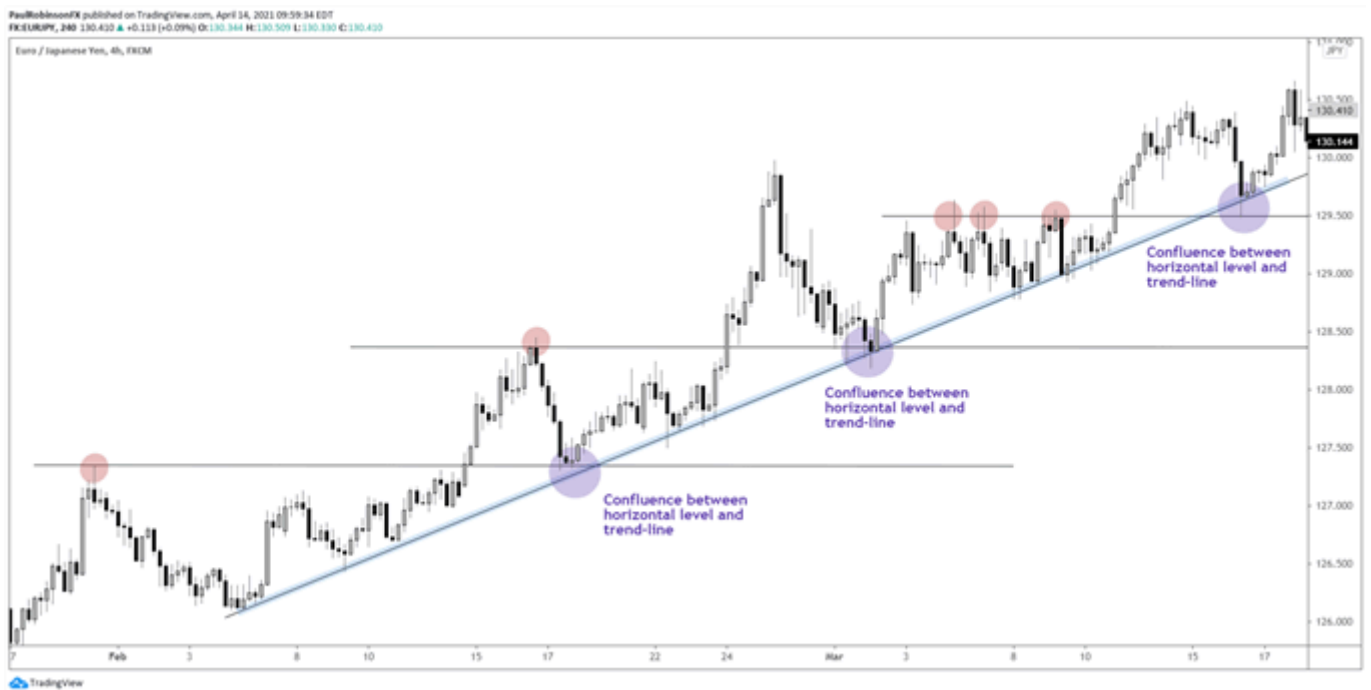 PaulRobinsonFX published on TradingView.com, April 14, 2021 09:59:34 EDT
FX:EURJPY, 240 130.410 ▲ +0.113 (+0.09%) O:130.344 H:130.509 L:130.330 C:130.410
Euro / Japanese Yen, 4h, FXCM
JPY
130.500
130.410
130.144
130.000
129.500
Confluence between
horizontal level and
trend-line
129.000
128.500
Confluence between
horizontal level and
trend-line
128.000
127.500
Confluence between
horizontal level and
trend-line
127.000
126.500
126.000
7 Feb 3 8 10 15 17 22 24 Mar 3 8 10 15 17
TradingView